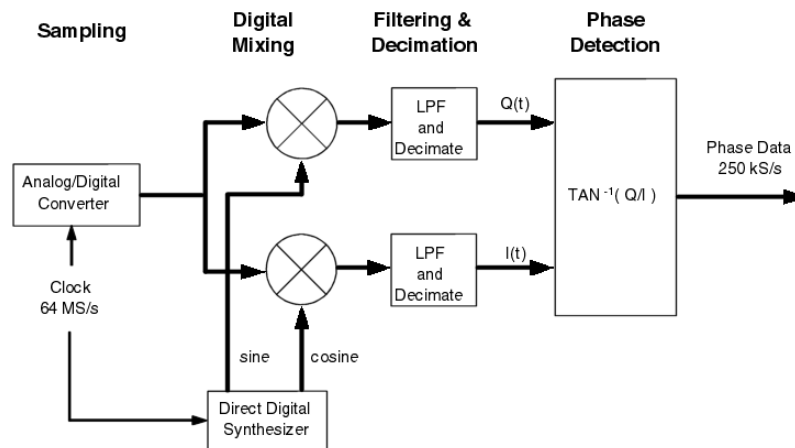 Sampling
Digital
Mixing
Filtering &
Decimation
Phase
Detection
LPF
and
Decimate
Q(t)
Analog/Digital
Converter
TAN -1( Q/I )
Phase Data
250 kS/s
LPF
and
Decimate
I(t)
Clock
64 MS/s
sine
cosine
Direct Digital
Synthesizer